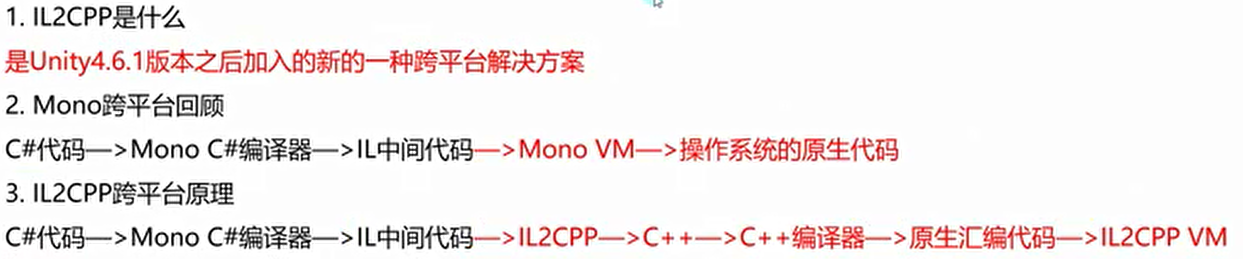 1. IL2CPP是什么
是Unity4.6.1版本之后加入的新的一种跨平台解决方案
2. Mono跨平台回顾
C#代码—>Mono C#编译器—>IL中间代码—>Mono VM—>操作系统的原生代码
3. IL2CPP跨平台原理
C#代码—>Mono C#编译器—>IL中间代码—>IL2CPP—>C++—>C++编译器—>原生汇编代码—>IL2CPP VM